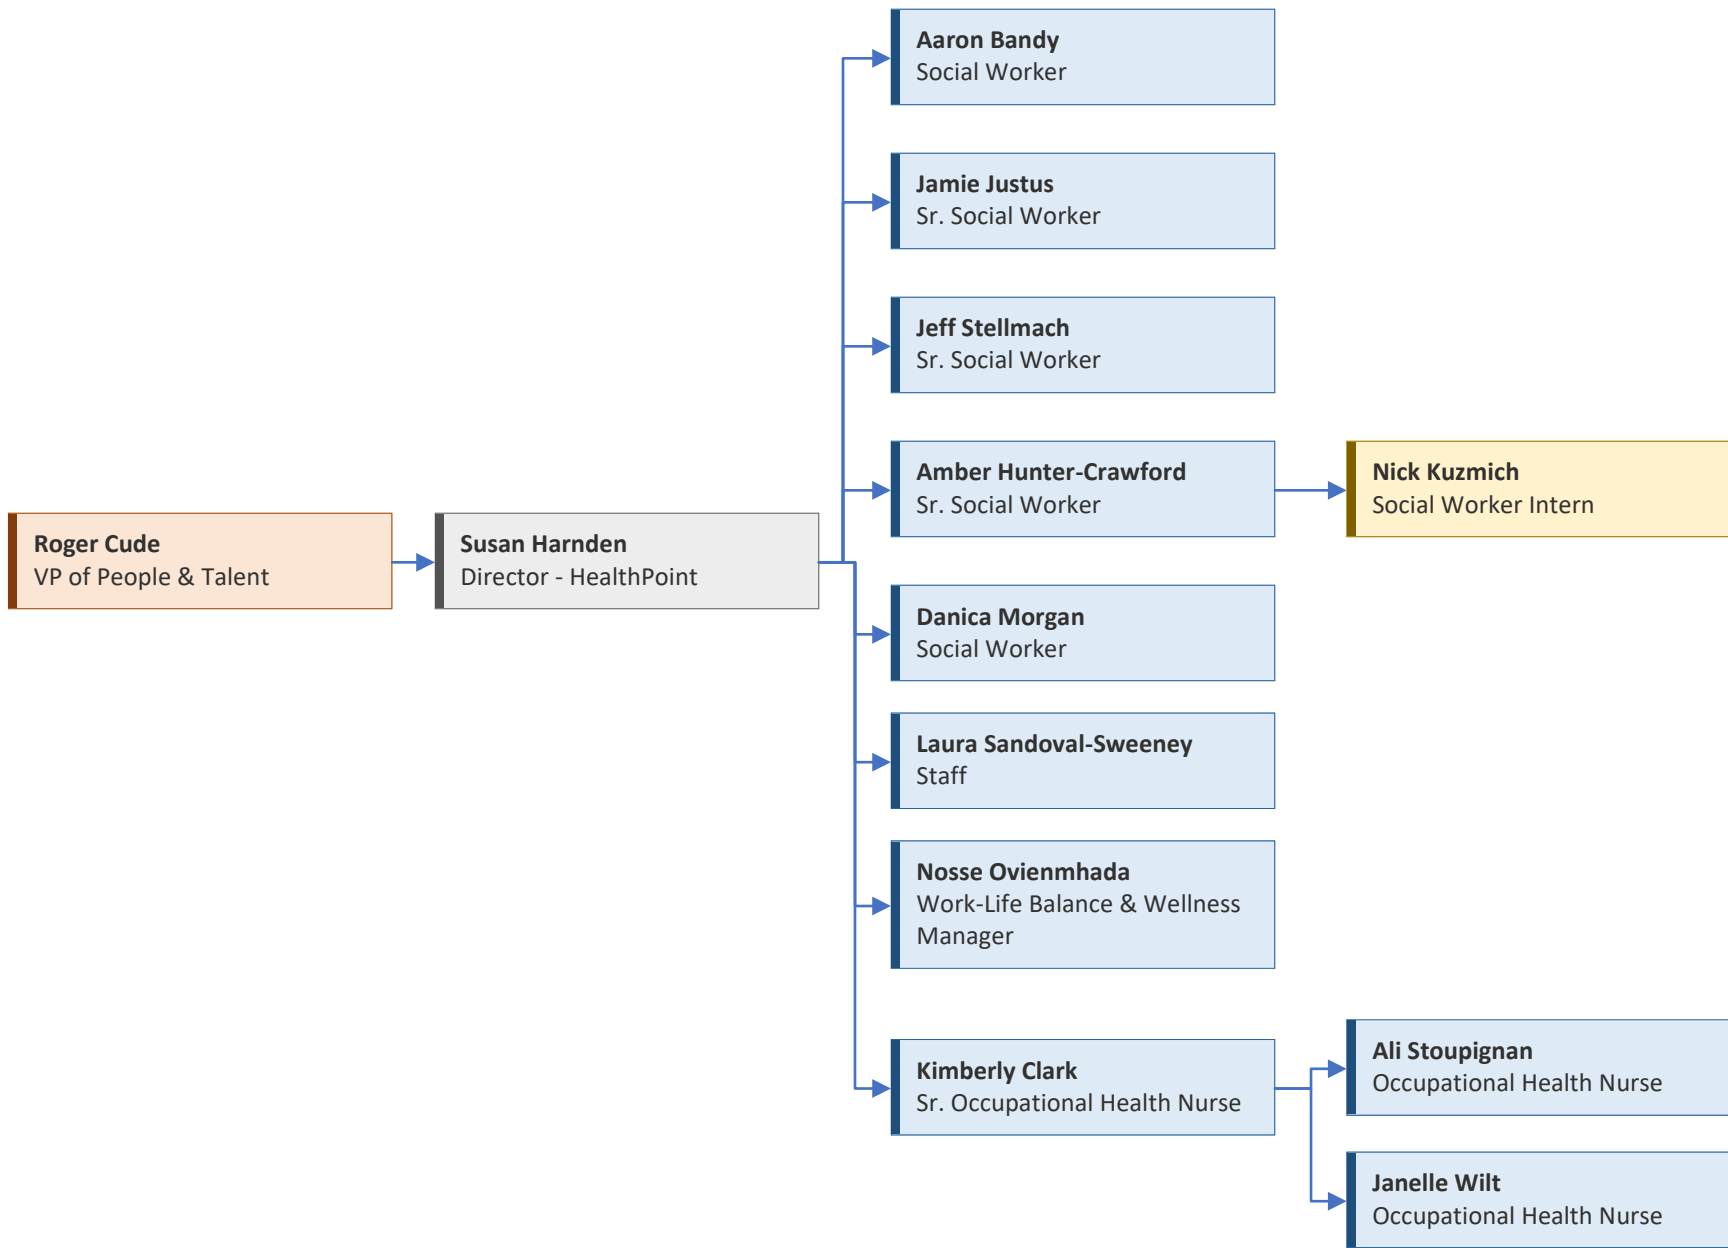 Aaron Bandy
Social Worker
Jamie Justus
Sr. Social Worker
Jeff Stellmach
Sr. Social Worker
Amber Hunter-Crawford
Sr. Social Worker
Nick Kuzmich
Social Worker Intern
Roger Cude
VP of People & Talent
Susan Harnden
Director - HealthPoint
Danica Morgan
Social Worker
Laura Sandoval-Sweeney
Staff
Nosse Ovienmhada
Work-Life Balance & Wellness
Manager
Kimberly Clark
Sr. Occupational Health Nurse
Ali Stoupignan
Occupational Health Nurse
Janelle Wilt
Occupational Health Nurse